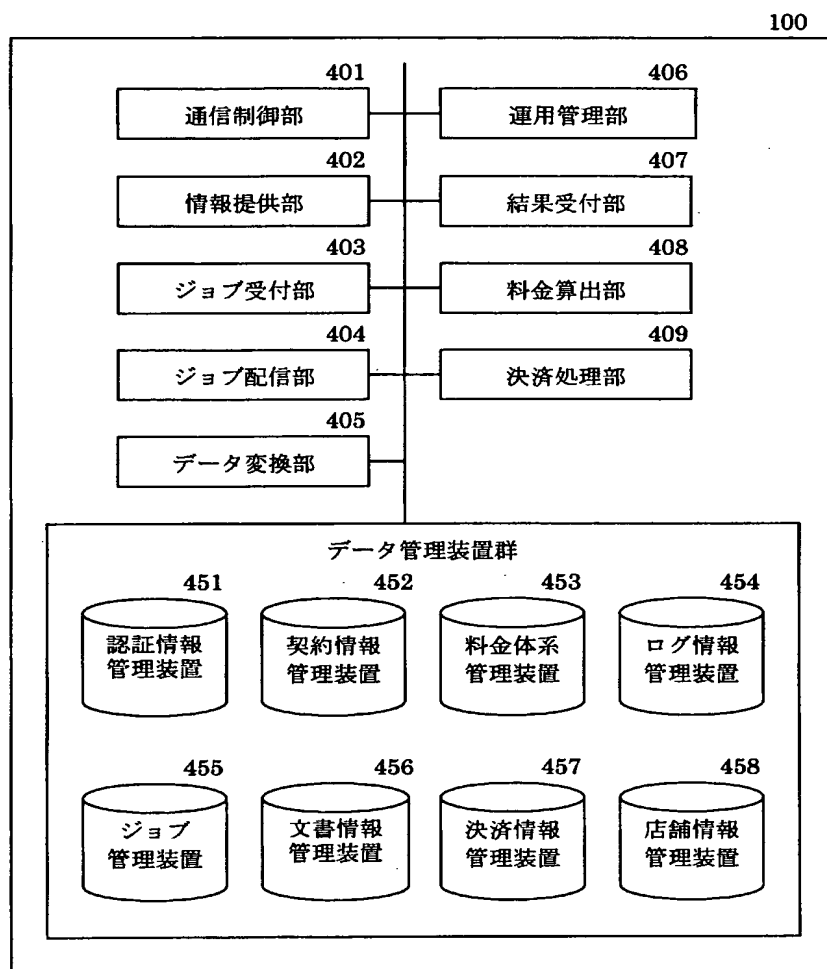 100
401
通信制御部
406
運用管理部
402
情報提供部
407
結果受付部
403
ジョブ受付部
408
料金算出部
404
ジョブ配信部
409
決済処理部
405
データ変換部
データ管理装置群
451
認証情報
管理装置
452
契約情報
管理装置
453
料金体系
管理装置
454
ログ情報
管理装置
455
ジョブ
管理装置
456
文書情報
管理装置
457
決済情報
管理装置
458
店舗情報
管理装置